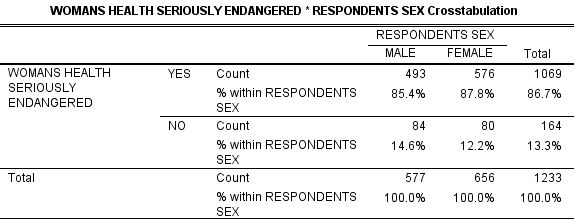 WOMANS HEALTH SERIOUSLY ENDANGERED * RESPONDENTS SEX Crosstabulation
RESPONDENTS SEX
MALE FEMALE Total
WOMANS HEALTH YES Count 493 576 1069
SERIOUSLY % within RESPONDENTS 85.4% 87.8% 86.7%
ENDANGERED SEX
NO Count 84 80 164
% within RESPONDENTS 14.6% 12.2% 13.3%
SEX
Total Count 577 656 1233
% within RESPONDENTS 100.0% 100.0% 100.0%
SEX